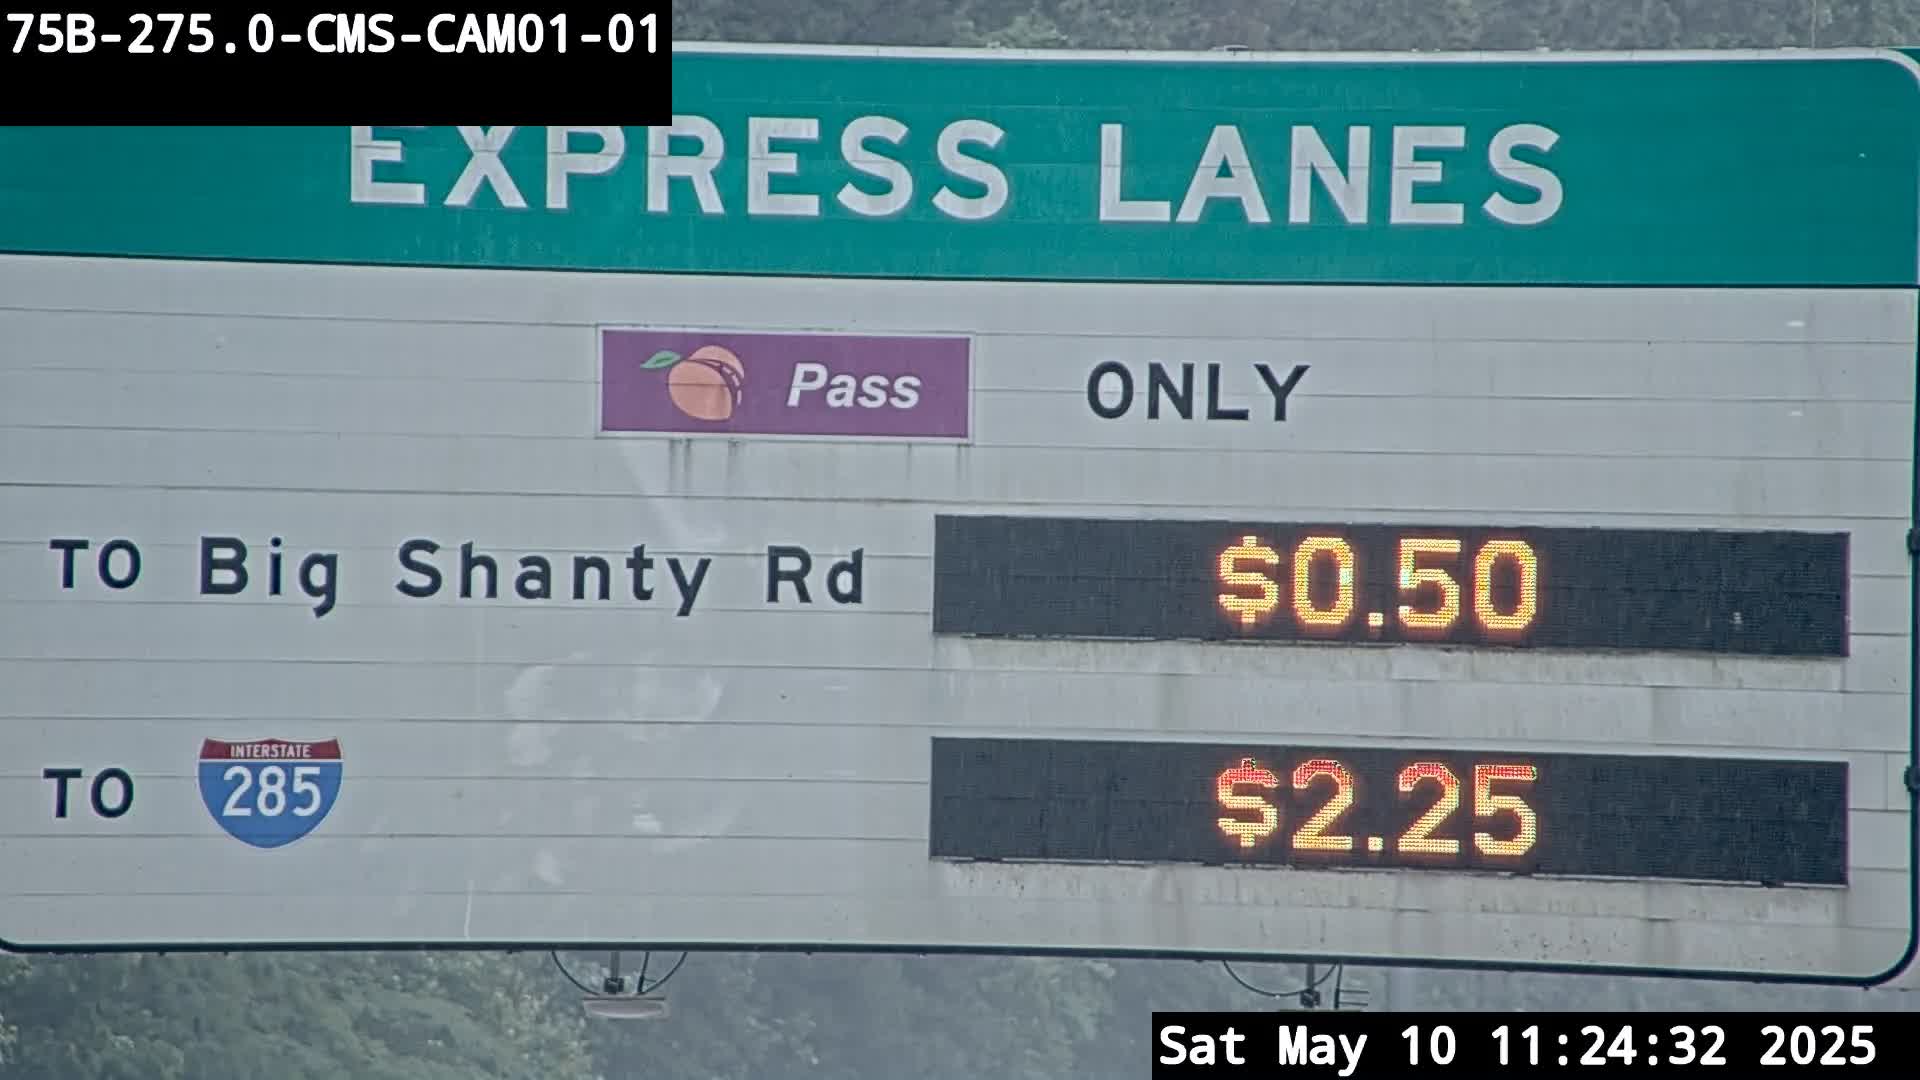 75B-275.0-CMS-CAM01-01
EXPRESS LANES
Pass ONLY
TO Big Shanty Rd $0.50
INTERSTATE
TO 285 $2.25
Sat May 10 11:24:32 2025